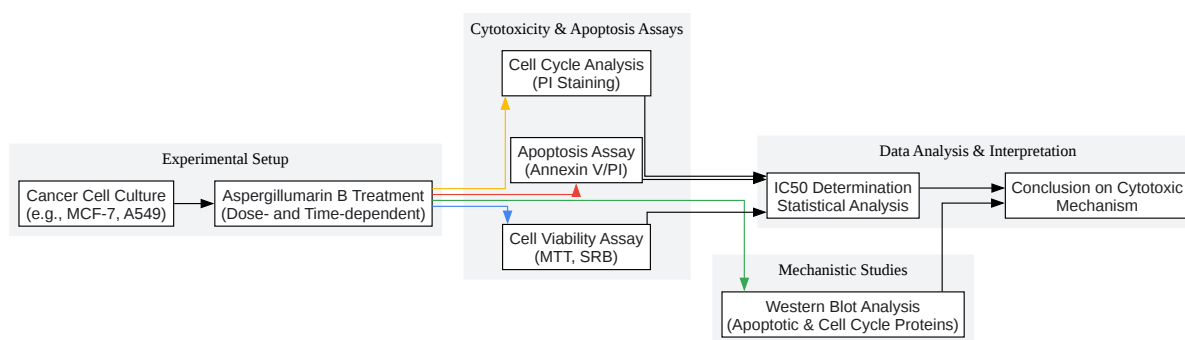 Experimental Setup
Cancer Cell Culture
(e.g., MCF-7, A549)
Aspergillumarin B Treatment
(Dose- and Time-dependent)
Cytotoxicity & Apoptosis Assays
Cell Cycle Analysis
(PI Staining)
Apoptosis Assay
(Annexin V/PI)
Cell Viability Assay
(MTT, SRB)
Data Analysis & Interpretation
IC50 Determination
Statistical Analysis
Conclusion on Cytotoxic
Mechanism
Mechanistic Studies
Western Blot Analysis
(Apoptotic & Cell Cycle Proteins)